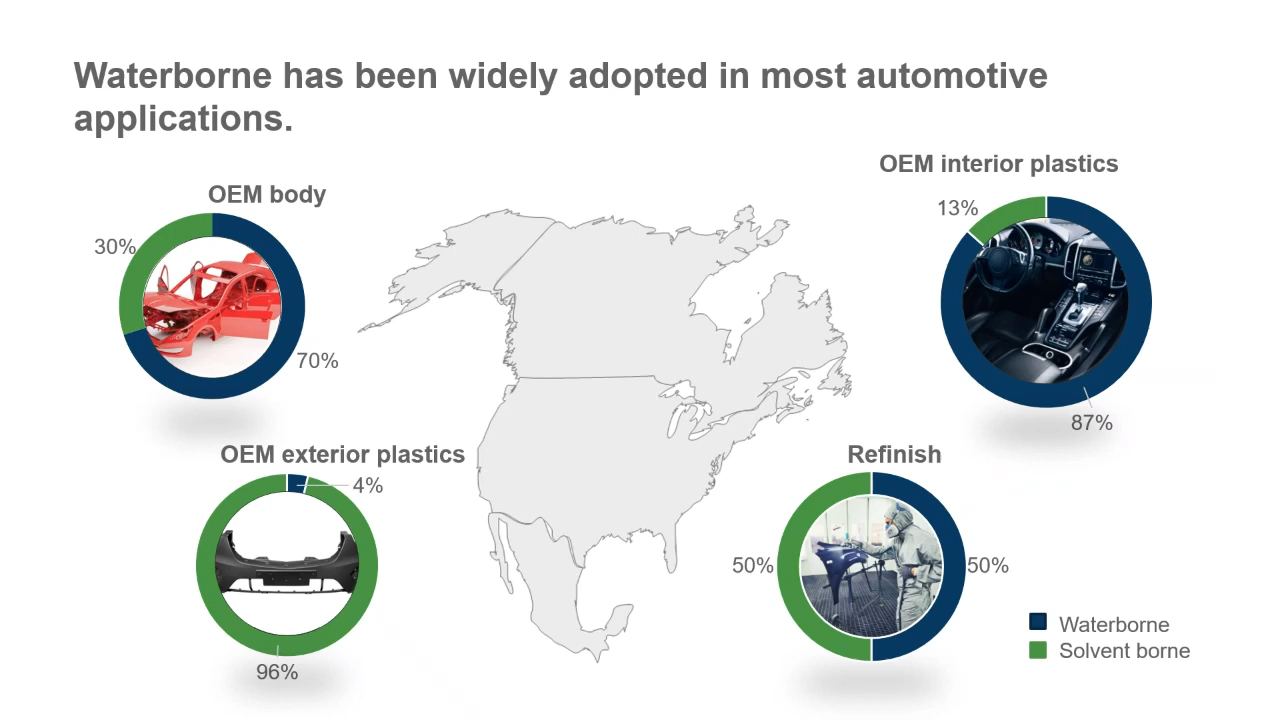 Waterborne has been widely adopted in most automotive
applications.
OEM body
30%
70%
OEM interior plastics
13%
87%
OEM exterior plastics
4%
96%
Refinish
50%
50%
Waterborne
Solvent borne